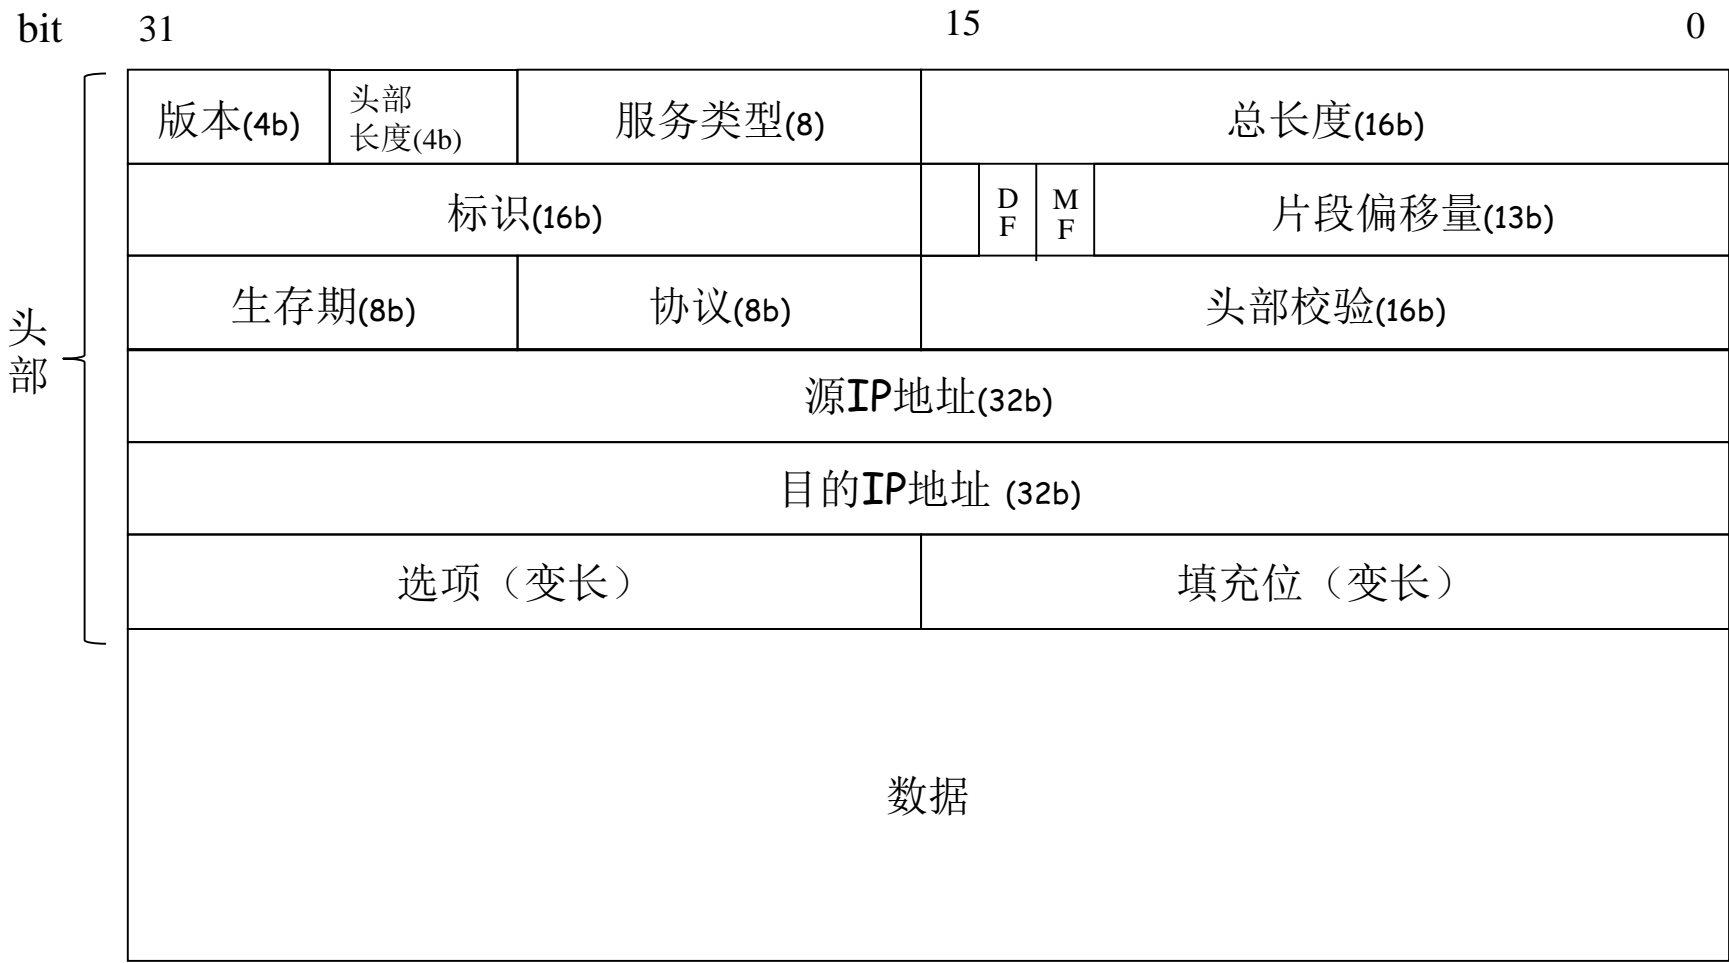 bit 31 15 0
版本(4b) 头部 服务类型(8) 总长度(16b)
长度(4b)
标识(16b) D M 片段偏移量(13b)
F F
生存期(8b) 协议(8b) 头部校验(16b)
头
部
源IP地址(32b)
目的IP地址 (32b)
选项（变长） 填充位（变长）
数据